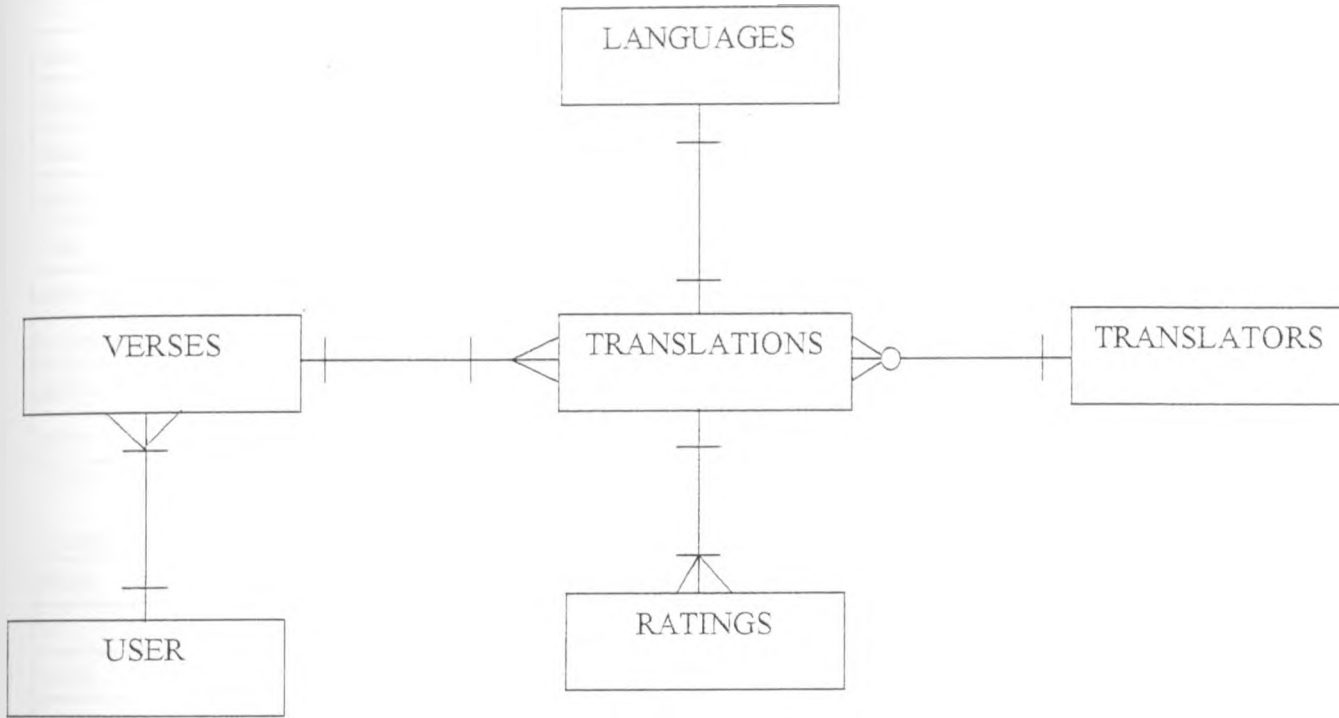 LANGUAGES
VERSES
TRANSLATIONS
TRANSLATORS
RATINGS
USER